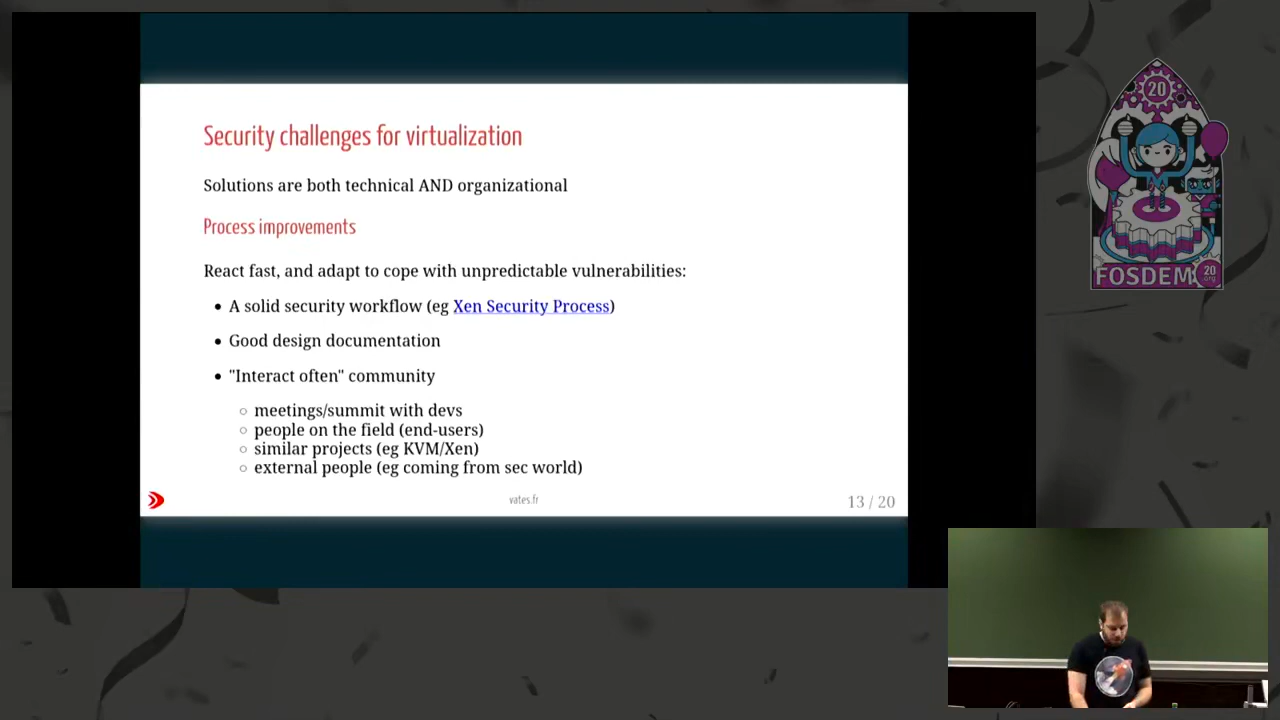 Security challenges for virtualization
Solutions are both technical AND organizational
Process improvements
React fast, and adapt to cope with unpredictable vulnerabilities:
• A solid security workflow (eg Xen Security Process)
• Good design documentation
• "Interact often" community
○ meetings/summit with devs
○ people on the field (end-users)
○ similar projects (eg KVM/Xen)
○ external people (eg coming from sec world)
vates.fr
13 / 20
20
FOSDEM
20
.org